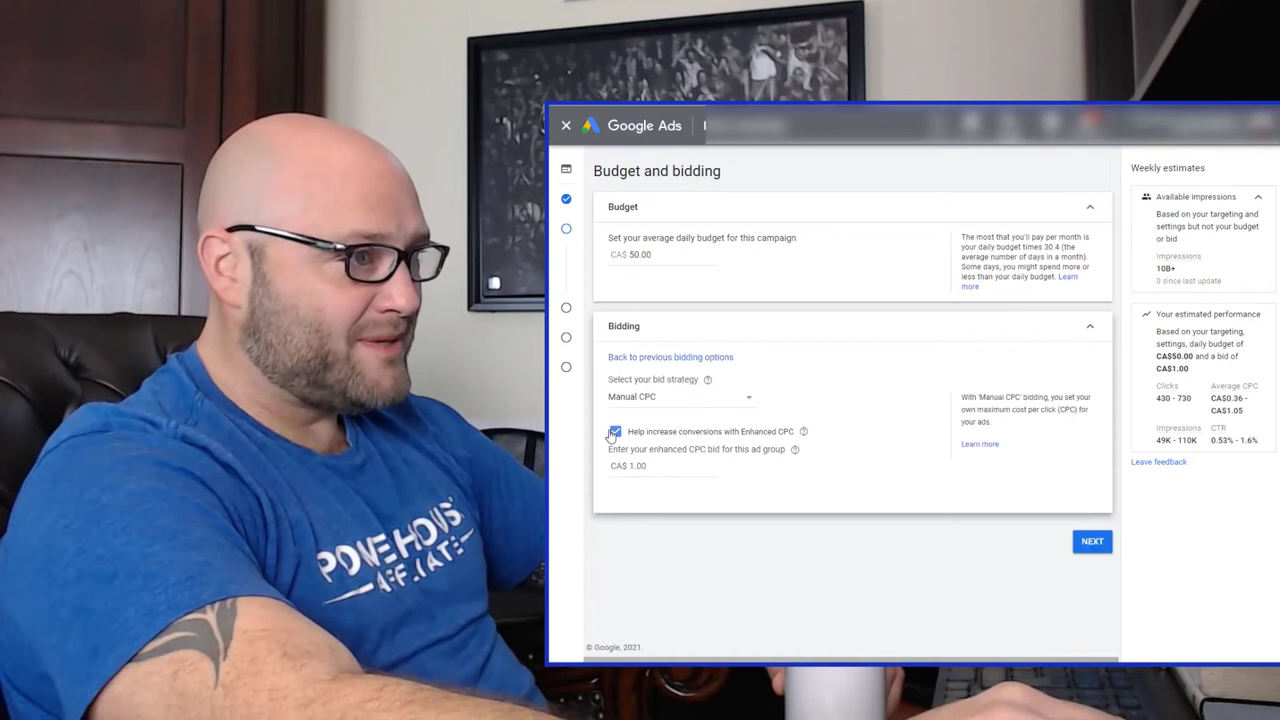 Google Ads
Budget and bidding
Budget
Set your average daily budget for this campaign
CA$ 50.00
The most that you'll pay per month is
your daily budget times 30.4 (the
average number of days in a month).
Some days, you might spend more or
less than your daily budget. Learn
more
Bidding
Back to previous bidding options
Select your bid strategy
Manual CPC
Help increase conversions with Enhanced CPC
Enter your enhanced CPC bid for this ad group
CA$ 1.00
With 'Manual CPC' bidding, you set your
own maximum cost per click (CPC) for
your ads.
Learn more
NEXT
© Google, 2021.
Weekly estimates
Available impressions
Based on your targeting and
settings but not your budget
or bid
Impressions
10B+
0 since last update
Your estimated performance
Based on your targeting,
settings, daily budget of
CA$50.00 and a bid of
CA$1.00
Clicks
430 - 730
Average CPC
CA$0.36 -
CA$1.05
Impressions
49K - 110K
CTR
0.53% - 1.6%
Leave feedback
POWERHOUSE
AFFILIATE